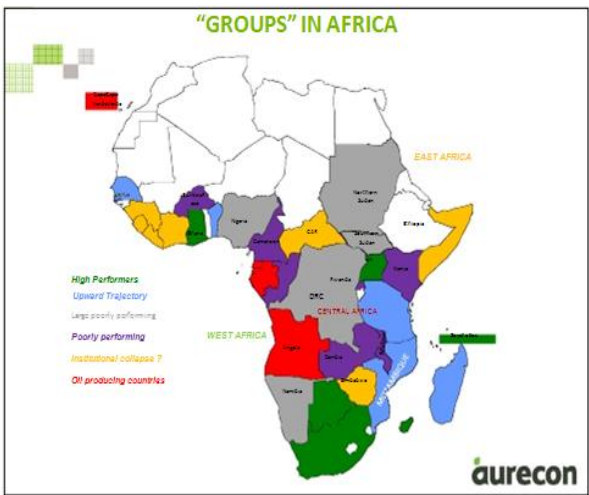 “GROUPS” IN AFRICA
EAST AFRICA
Northern
Sudan
Nigeria
Ethiopia
CAR
Southern
Sudan
Cameroon
Kenya
Ghana
Rwanda
DRC
CENTRAL AFRICA
WEST AFRICA
Angola
Zambia
Zimbabwe
Namibia
MOZAMBIQUE
Seychelles
High Performers
Upward Trajectory
Large poorly performing
Poorly performing
Institutional collapse ?
Oil producing countries
aurecon